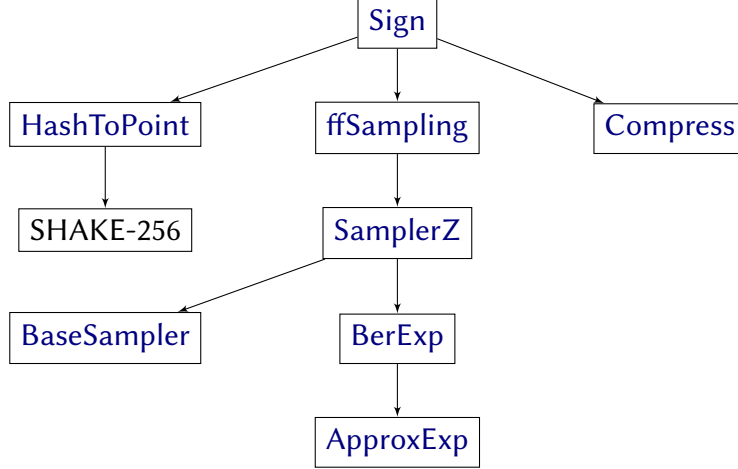 Sign
HashToPoint
ffSampling
Compress
SHAKE-256
SamplerZ
BaseSampler
BerExp
ApproxExp